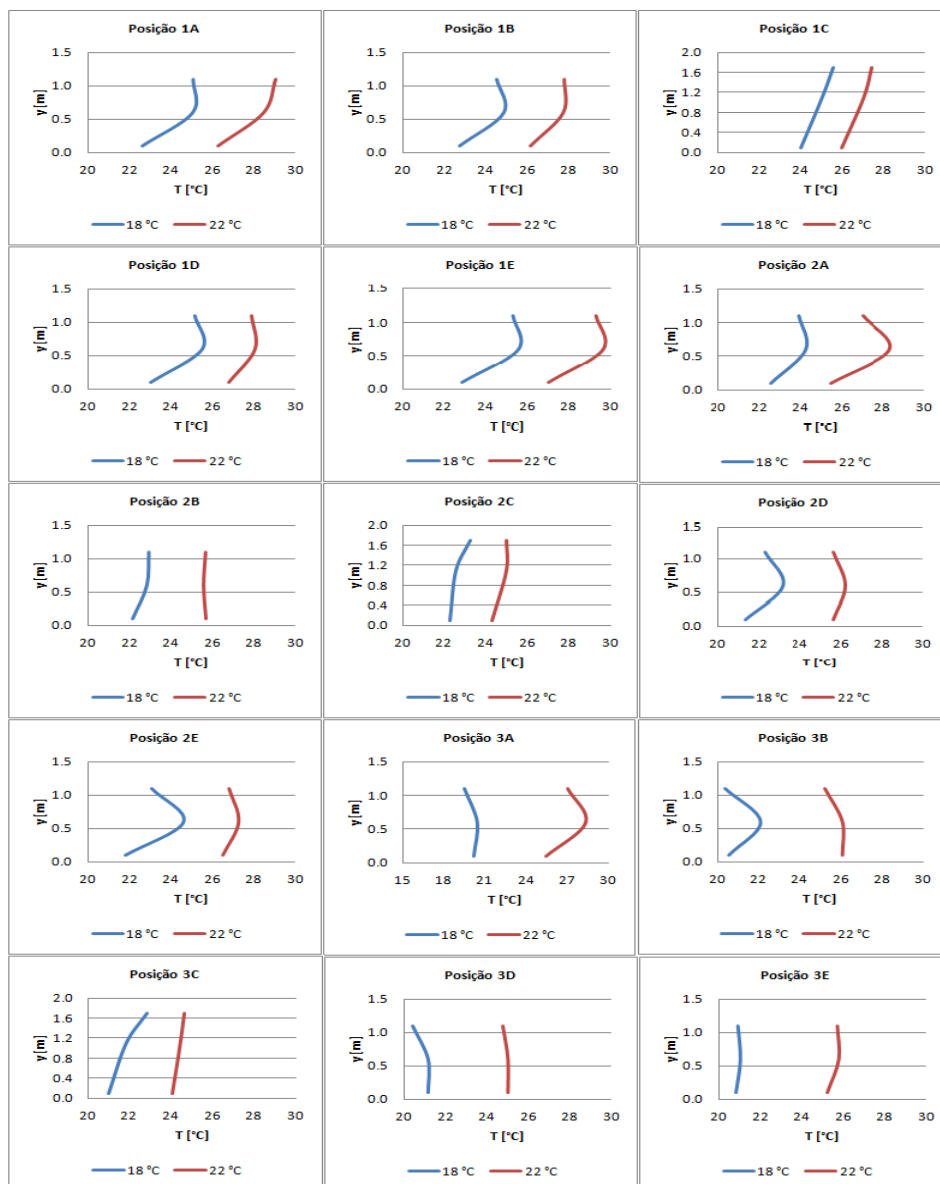 Posição 1A
1.5
1.0
0.5
0.0
y[m]
20 22 24 26 28 30
T [°C]
18 °C 22 °C
Posição 1B
1.5
1.0
0.5
0.0
y[m]
20 22 24 26 28 30
T [°C]
18 °C 22 °C
Posição 1C
2.0
1.6
1.2
0.8
0.4
0.0
y[m]
20 22 24 26 28 30
T [°C]
18 °C 22 °C
Posição 1D
1.5
1.0
0.5
0.0
y[m]
20 22 24 26 28 30
T [°C]
18 °C 22 °C
Posição 1E
1.5
1.0
0.5
0.0
y[m]
20 22 24 26 28 30
T [°C]
18 °C 22 °C
Posição 2A
1.5
1.0
0.5
0.0
y[m]
20 22 24 26 28 30
T [°C]
18 °C 22 °C
Posição 2B
1.5
1.0
0.5
0.0
y[m]
20 22 24 26 28 30
T [°C]
18 °C 22 °C
Posição 2C
2.0
1.6
1.2
0.8
0.4
0.0
y[m]
20 22 24 26 28 30
T [°C]
18 °C 22 °C
Posição 2D
1.5
1.0
0.5
0.0
y[m]
20 22 24 26 28 30
T [°C]
18 °C 22 °C
Posição 2E
1.5
1.0
0.5
0.0
y[m]
20 22 24 26 28 30
T [°C]
18 °C 22 °C
Posição 3A
1.5
1.0
0.5
0.0
y[m]
15 18 21 24 27 30
T [°C]
18 °C 22 °C
Posição 3B
1.5
1.0
0.5
0.0
y[m]
20 22 24 26 28 30
T [°C]
18 °C 22 °C
Posição 3C
2.0
1.6
1.2
0.8
0.4
0.0
y[m]
20 22 24 26 28 30
T [°C]
18 °C 22 °C
Posição 3D
1.5
1.0
0.5
0.0
y[m]
20 22 24 26 28 30
T [°C]
18 °C 22 °C
Posição 3E
1.5
1.0
0.5
0.0
y[m]
20 22 24 26 28 30
T [°C]
18 °C 22 °C